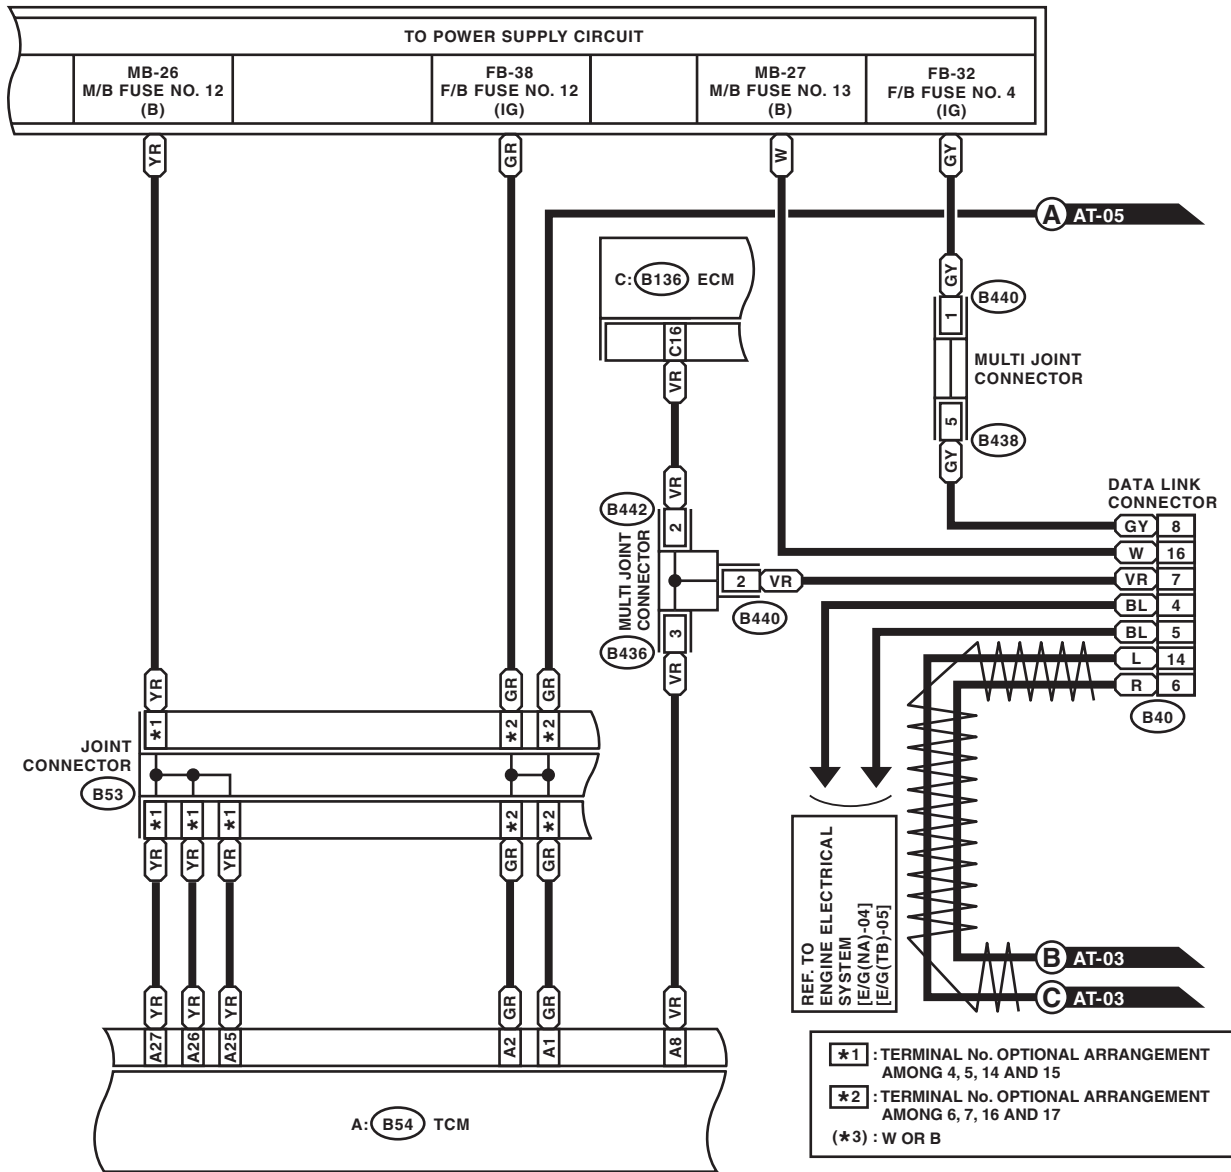 TO POWER SUPPLY CIRCUIT
MB-26
M/B FUSE NO. 12
(B)
FB-38
F/B FUSE NO. 12
(IG)
MB-27
M/B FUSE NO. 13
(B)
FB-32
F/B FUSE NO. 4
(IG)
YR
GR
W
GY
A AT-05
C: B136 ECM
C16
VR
GY
1
B440
MULTI JOINT
CONNECTOR
5
B438
GY
VR
B442
2
MULTI JOINT
CONNECTOR
2 VR
B440
B436
3
VR
DATA LINK
CONNECTOR
GY 8
W 16
VR 7
BL 4
BL 5
L 14
R 6
B40
YR GR GR
*1 *2 *2
JOINT
CONNECTOR
B53
*1 *1 *1 *2 *2
YR YR YR GR GR
REF. TO
ENGINE ELECTRICAL
SYSTEM
[E/G(NA)-04]
[E/G(TB)-05]
B AT-03
C AT-03
YR YR YR GR GR VR
A27 A26 A25 A2 A1 A8
A: B54 TCM
*1 : TERMINAL No. OPTIONAL ARRANGEMENT
AMONG 4, 5, 14 AND 15
*2 : TERMINAL No. OPTIONAL ARRANGEMENT
AMONG 6, 7, 16 AND 17
(*3) : W OR B